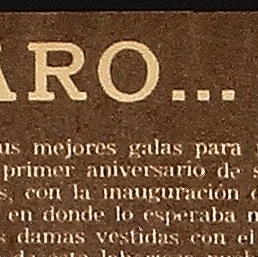 ARO...
us mejores galas para
primer aniversario de s
s, con la inauguración d
en donde lo esperaba
s damas vestidas con el